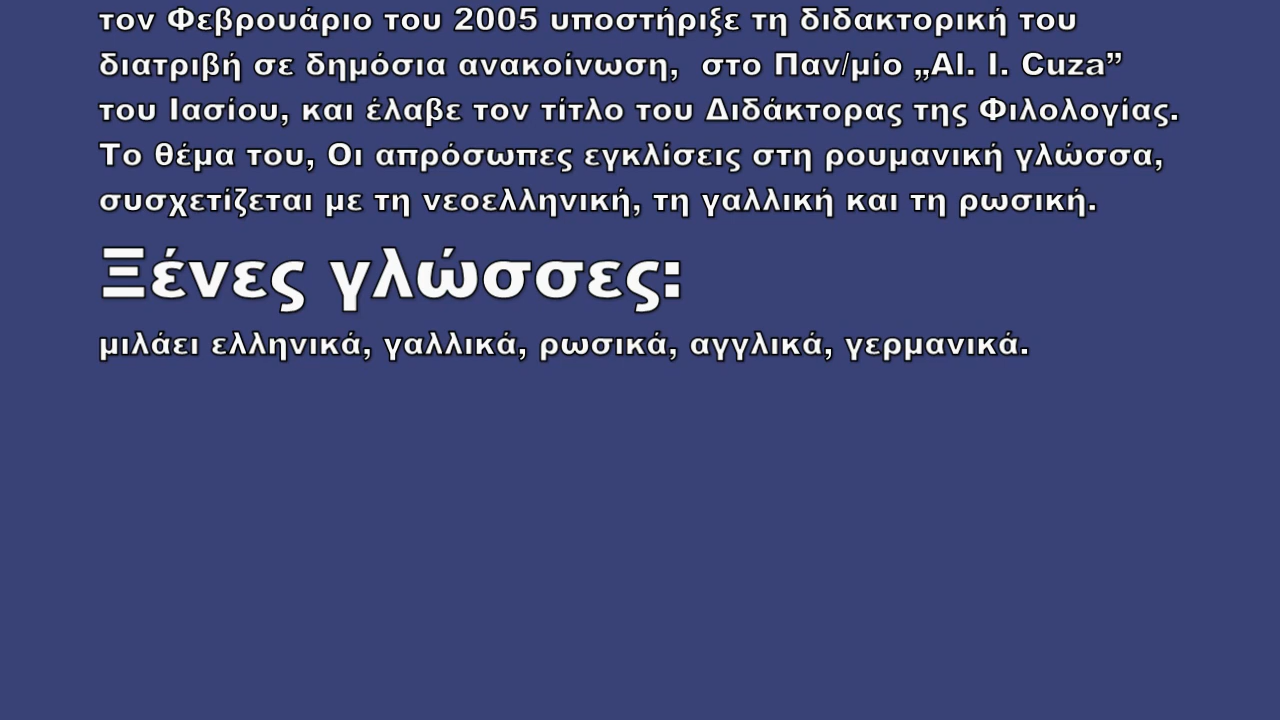 τον Φεβρουάριο του 2005 υποστήριξε τη διδακτορική του
διατριβή σε δημόσια ανακοίνωση,  στο Παν/μίο „Al. I. Cuza”
του Ιασίου, και έλαβε τον τίτλο του Διδάκτορας της Φιλολογίας.
Το θέμα του, Οι απρόσωπες εγκλίσεις στη ρουμανική γλώσσα,
συσχετίζεται με τη νεοελληνική, τη γαλλική και τη ρωσική.
Ξένες γλώσσες:
μιλάει ελληνικά, γαλλικά, ρωσικά, αγγλικά, γερμανικά.